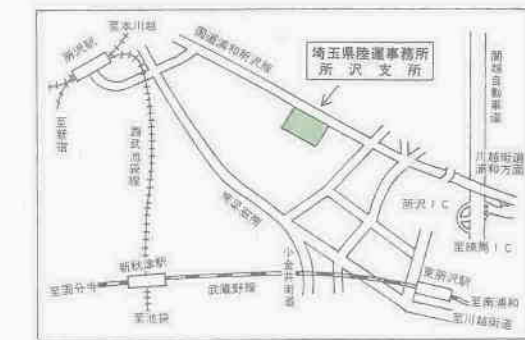 至本川越
所沢駅
国道浦和所沢線
埼玉県陸運事務所
所沢支所
関越自動車道
至新宿
西武池袋線
川越街道
浦和方面
所沢IC
至練馬IC
新秋津駅
小金井街道
東所沢駅
至国分寺
武蔵野線
至南浦和
至池袋
至川越街道